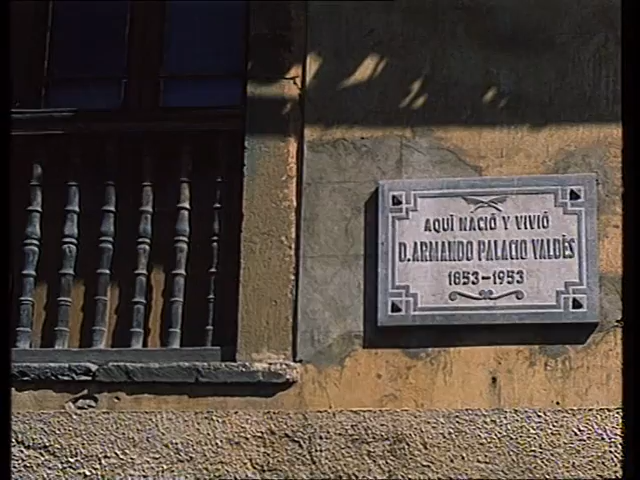 AQUÍ NACIÓ Y VIVIÓ
D. ARMANDO PALACIO VALDÉS
1853-1953